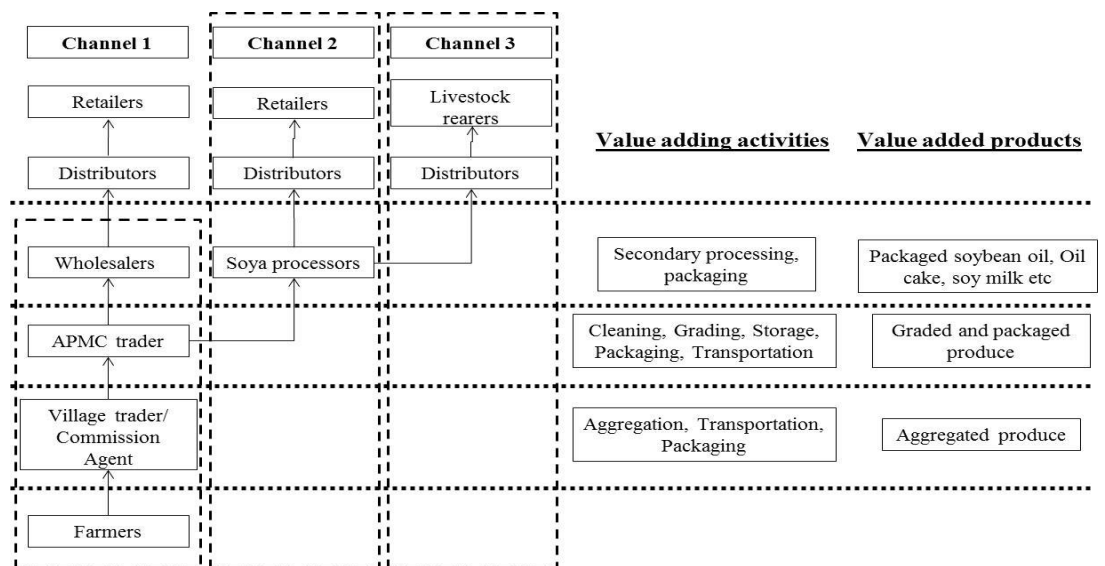 Channel 1
Channel 2
Channel 3
Retailers
Retailers
Livestock
rearers
Value adding activities
Value added products
Distributors
Distributors
Distributors
Wholesalers
Soya processors
Secondary processing,
packaging
Packaged soybean oil, Oil
cake, soy milk etc
APMC trader
Cleaning, Grading, Storage,
Packaging, Transportation
Graded and packaged
produce
Village trader/
Commission
Agent
Aggregation, Transportation,
Packaging
Aggregated produce
Farmers